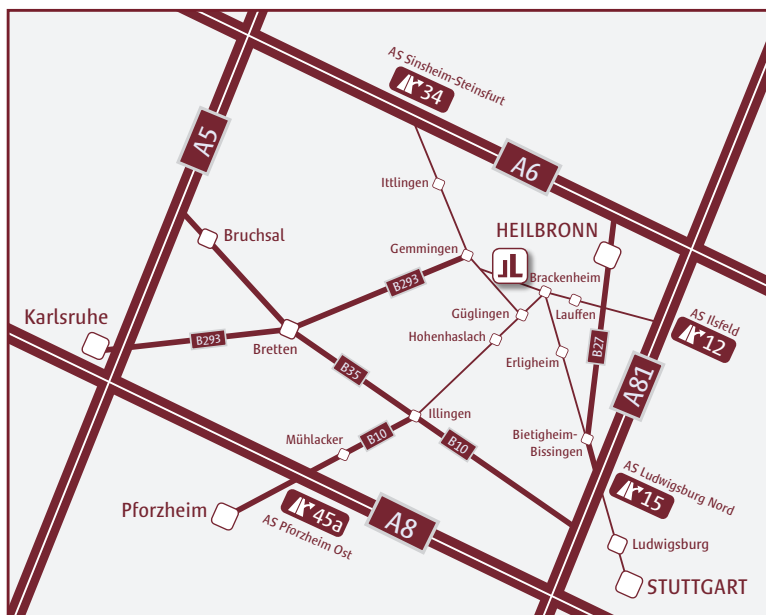 AS Sinsheim-Steinsfurt
34
A5
A6
Ittlingen
HEILBRONN
Bruchsal
Gemmingen
B293
Brackenheim
Karlsruhe
Güglingen
Lauffen
AS Ilsfeld
12
B293
Bretten
Hohenhaslach
Erligheim
B27
B35
A81
Illingen
Mühlacker
B10
B10
Bietigheim-
Bissingen
AS Ludwigsburg Nord
15
Pforzheim
45a
AS Pforzheim Ost
A8
Ludwigsburg
STUTTGART